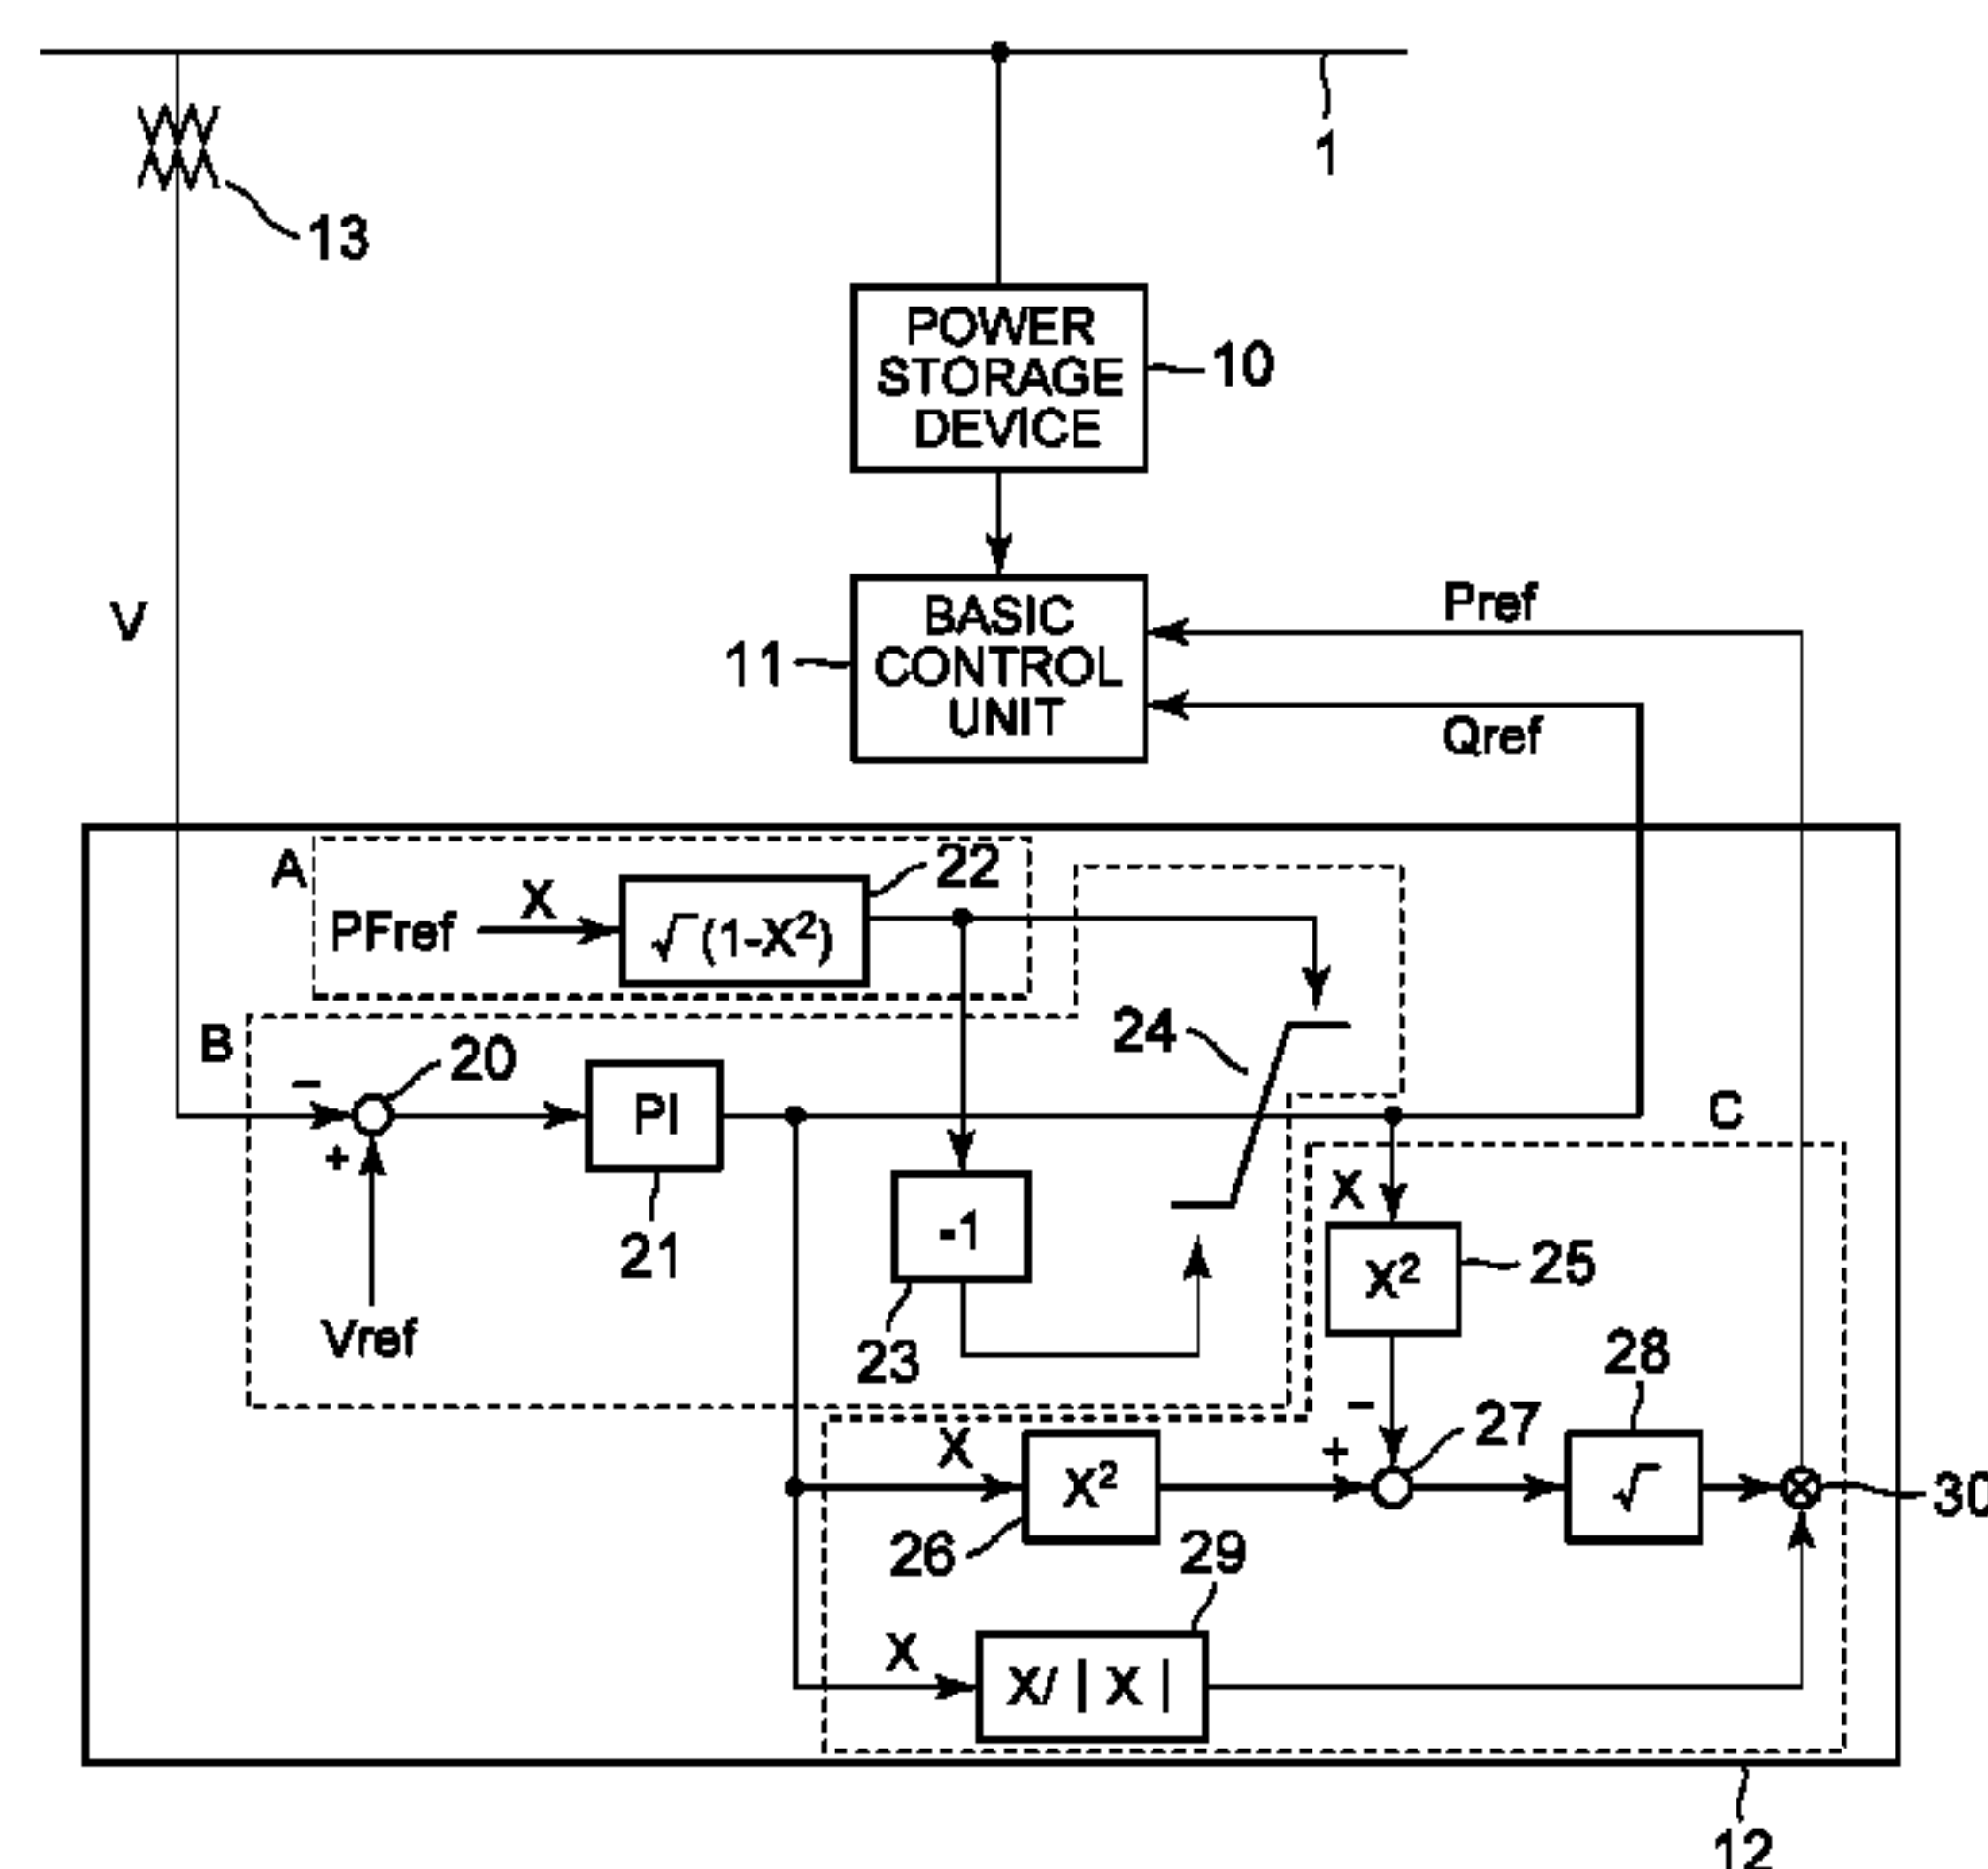 1
13
POWER
STORAGE
DEVICE
10
V
BASIC
CONTROL
UNIT
11
Pref
Qref
A
PFref
X
√(1-X²)
22
B
−
20
+
Vref
PI
21
24
C
-1
23
X
X²
25
28
−
27
+
X
X²
26
√
30
29
X
X/|X|
12